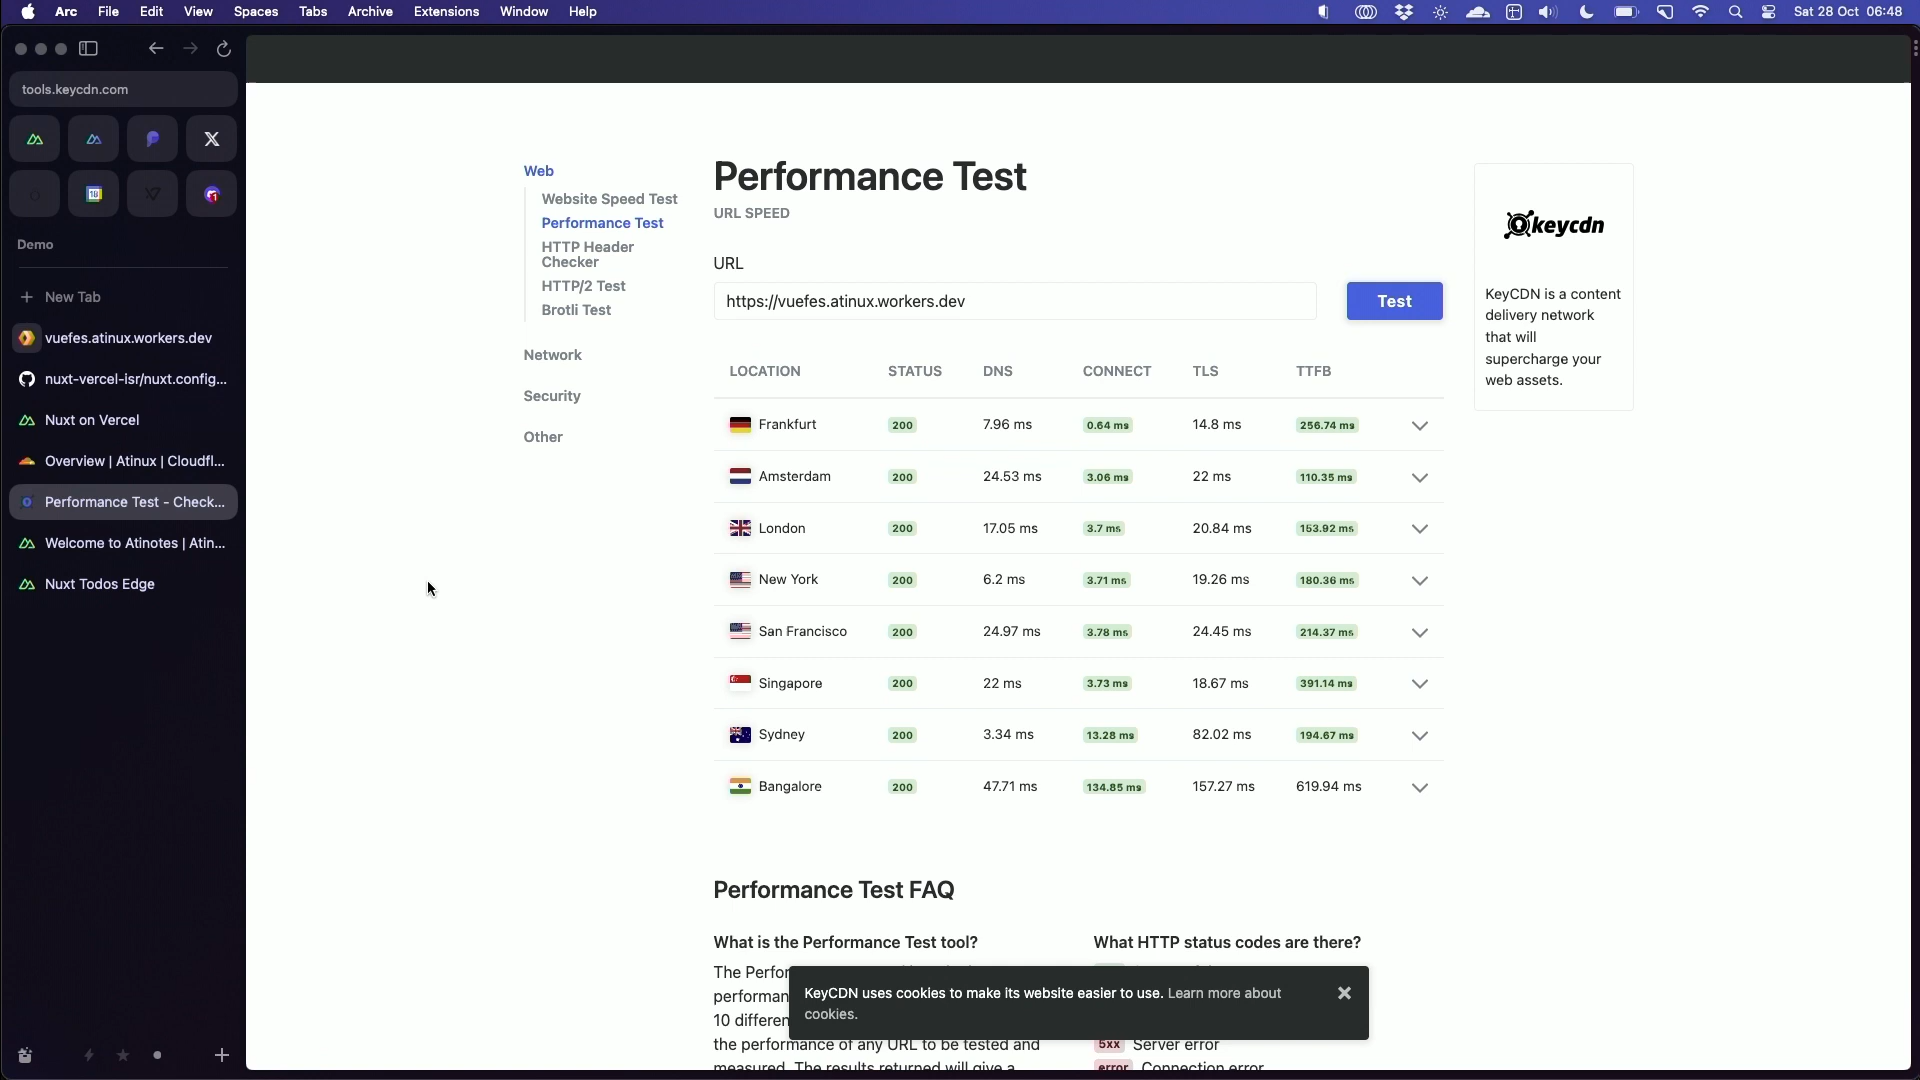 Arc File Edit View Spaces Tabs Archive Extensions Window Help
Sat 28 Oct 06:48
tools.keycdn.com
Demo
New Tab
vuefes.atinux.workers.dev
nuxt-vercel-isr/nuxt.config...
Nuxt on Vercel
Overview | Atinux | Cloudfl...
Performance Test - Check...
Welcome to Atinotes | Atin...
Nuxt Todos Edge
Web
Website Speed Test
Performance Test
HTTP Header
Checker
HTTP/2 Test
Brotli Test
Network
Security
Other
Performance Test
URL SPEED
URL
https://vuefes.atinux.workers.dev
Test
LOCATION STATUS DNS CONNECT TLS TTFB
Frankfurt 200 7.96 ms 0.64 ms 14.8 ms 256.74 ms
Amsterdam 200 24.53 ms 3.06 ms 22 ms 110.35 ms
London 200 17.05 ms 3.7 ms 20.84 ms 153.92 ms
New York 200 6.2 ms 3.71 ms 19.26 ms 180.36 ms
San Francisco 200 24.97 ms 3.78 ms 24.45 ms 214.37 ms
Singapore 200 22 ms 3.73 ms 18.67 ms 391.14 ms
Sydney 200 3.34 ms 13.28 ms 82.02 ms 194.67 ms
Bangalore 200 47.71 ms 134.85 ms 157.27 ms 619.94 ms
keycdn
KeyCDN is a content
delivery network
that will
supercharge your
web assets.
Performance Test FAQ
What is the Performance Test tool?
The Perfor
performan
10 differen
the performance of any URL to be tested and
measured. The results returned will give a
What HTTP status codes are there?
5xx Server error
error Connection error
KeyCDN uses cookies to make its website easier to use. Learn more about
cookies.